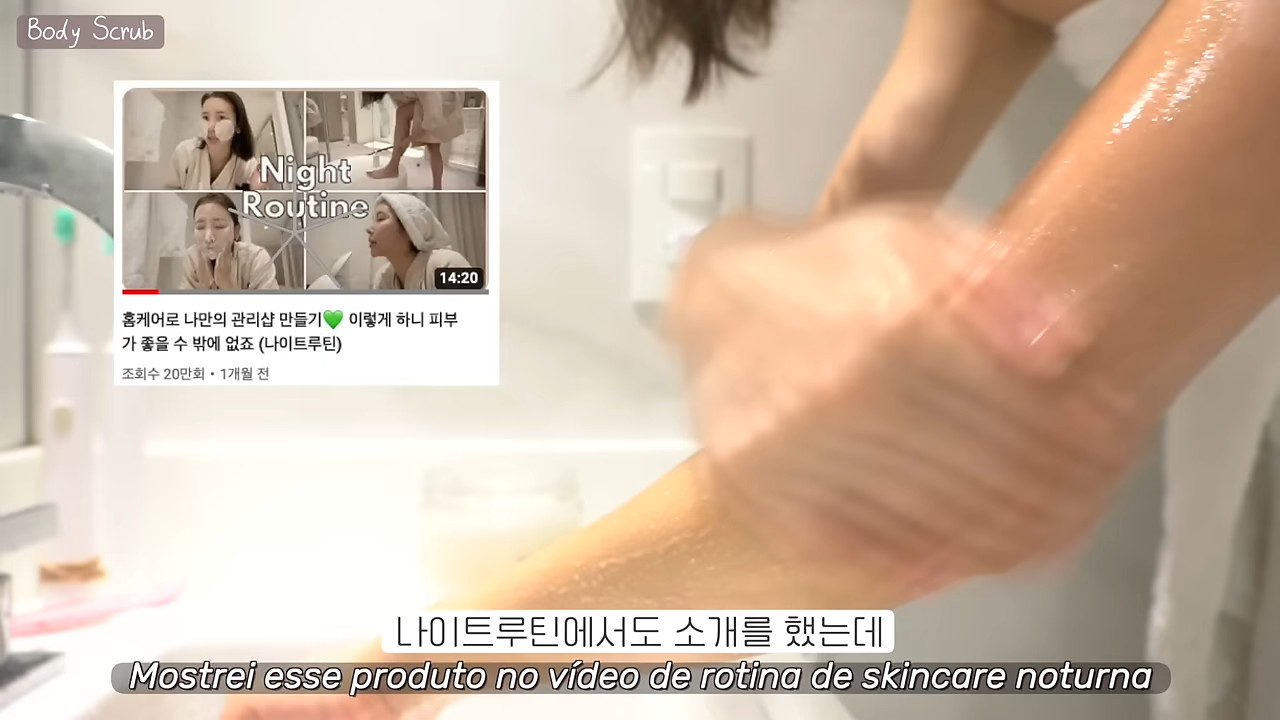 Body Scrub
Night
Routine
14:20
홈케어로 나만의 관리샵 만들기💚 이렇게 하니 피부
가 좋을 수 밖에 없죠 (나이트루틴)
조회수 20만회 • 1개월 전
나이트루틴에서도 소개를 했는데
Mostrei esse produto no vídeo de rotina de skincare noturna